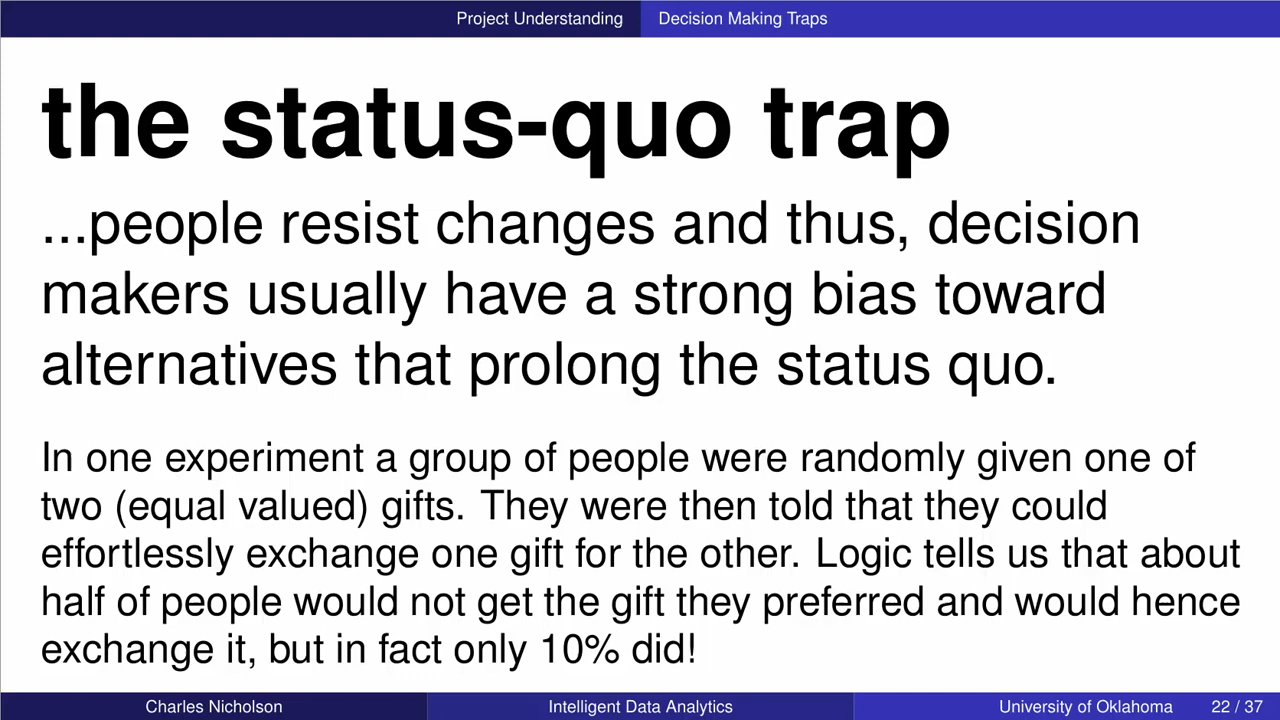 Project Understanding Decision Making Traps
the status-quo trap
...people resist changes and thus, decision
makers usually have a strong bias toward
alternatives that prolong the status quo.
In one experiment a group of people were randomly given one of
two (equal valued) gifts. They were then told that they could
effortlessly exchange one gift for the other. Logic tells us that about
half of people would not get the gift they preferred and would hence
exchange it, but in fact only 10% did!
Charles Nicholson Intelligent Data Analytics University of Oklahoma 22 / 37